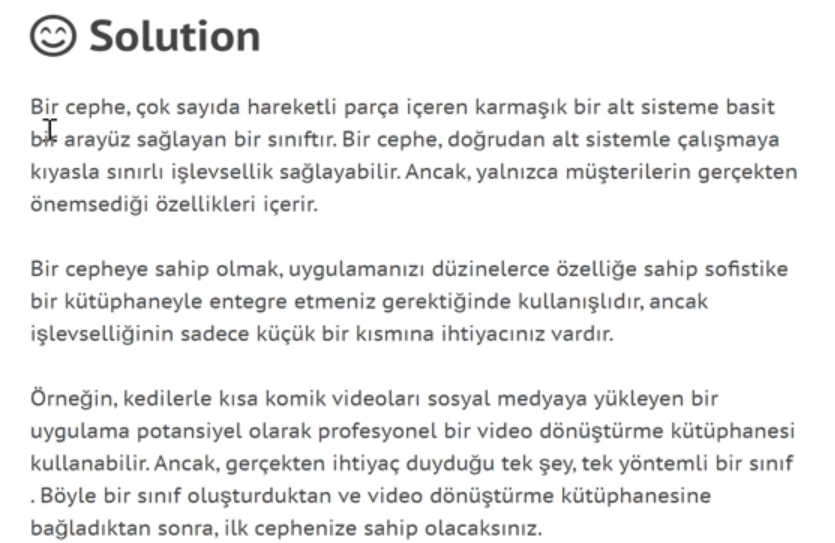 Solution
Bir cephe, çok sayıda hareketli parça içeren karmaşık bir alt sisteme basit
bir arayüz sağlayan bir sınıftır. Bir cephe, doğrudan alt sistemle çalışmaya
kıyasla sınırlı işlevsellik sağlayabilir. Ancak, yalnızca müşterilerin gerçekten
önemsediği özellikleri içerir.
Bir cepheye sahip olmak, uygulamanızı düzinelerce özelliğe sahip sofistike
bir kütüphaneyle entegre etmeniz gerektiğinde kullanışlıdır, ancak
işlevselliğinin sadece küçük bir kısmına ihtiyacınız vardır.
Örneğin, kedilerle kısa komik videoları sosyal medyaya yükleyen bir
uygulama potansiyel olarak profesyonel bir video dönüştürme kütüphanesi
kullanabilir. Ancak, gerçekten ihtiyaç duyduğu tek şey, tek yöntemli bir sınıf
. Böyle bir sınıf oluşturduktan ve video dönüştürme kütüphanesine
bağladıktan sonra, ilk cephenize sahip olacaksınız.